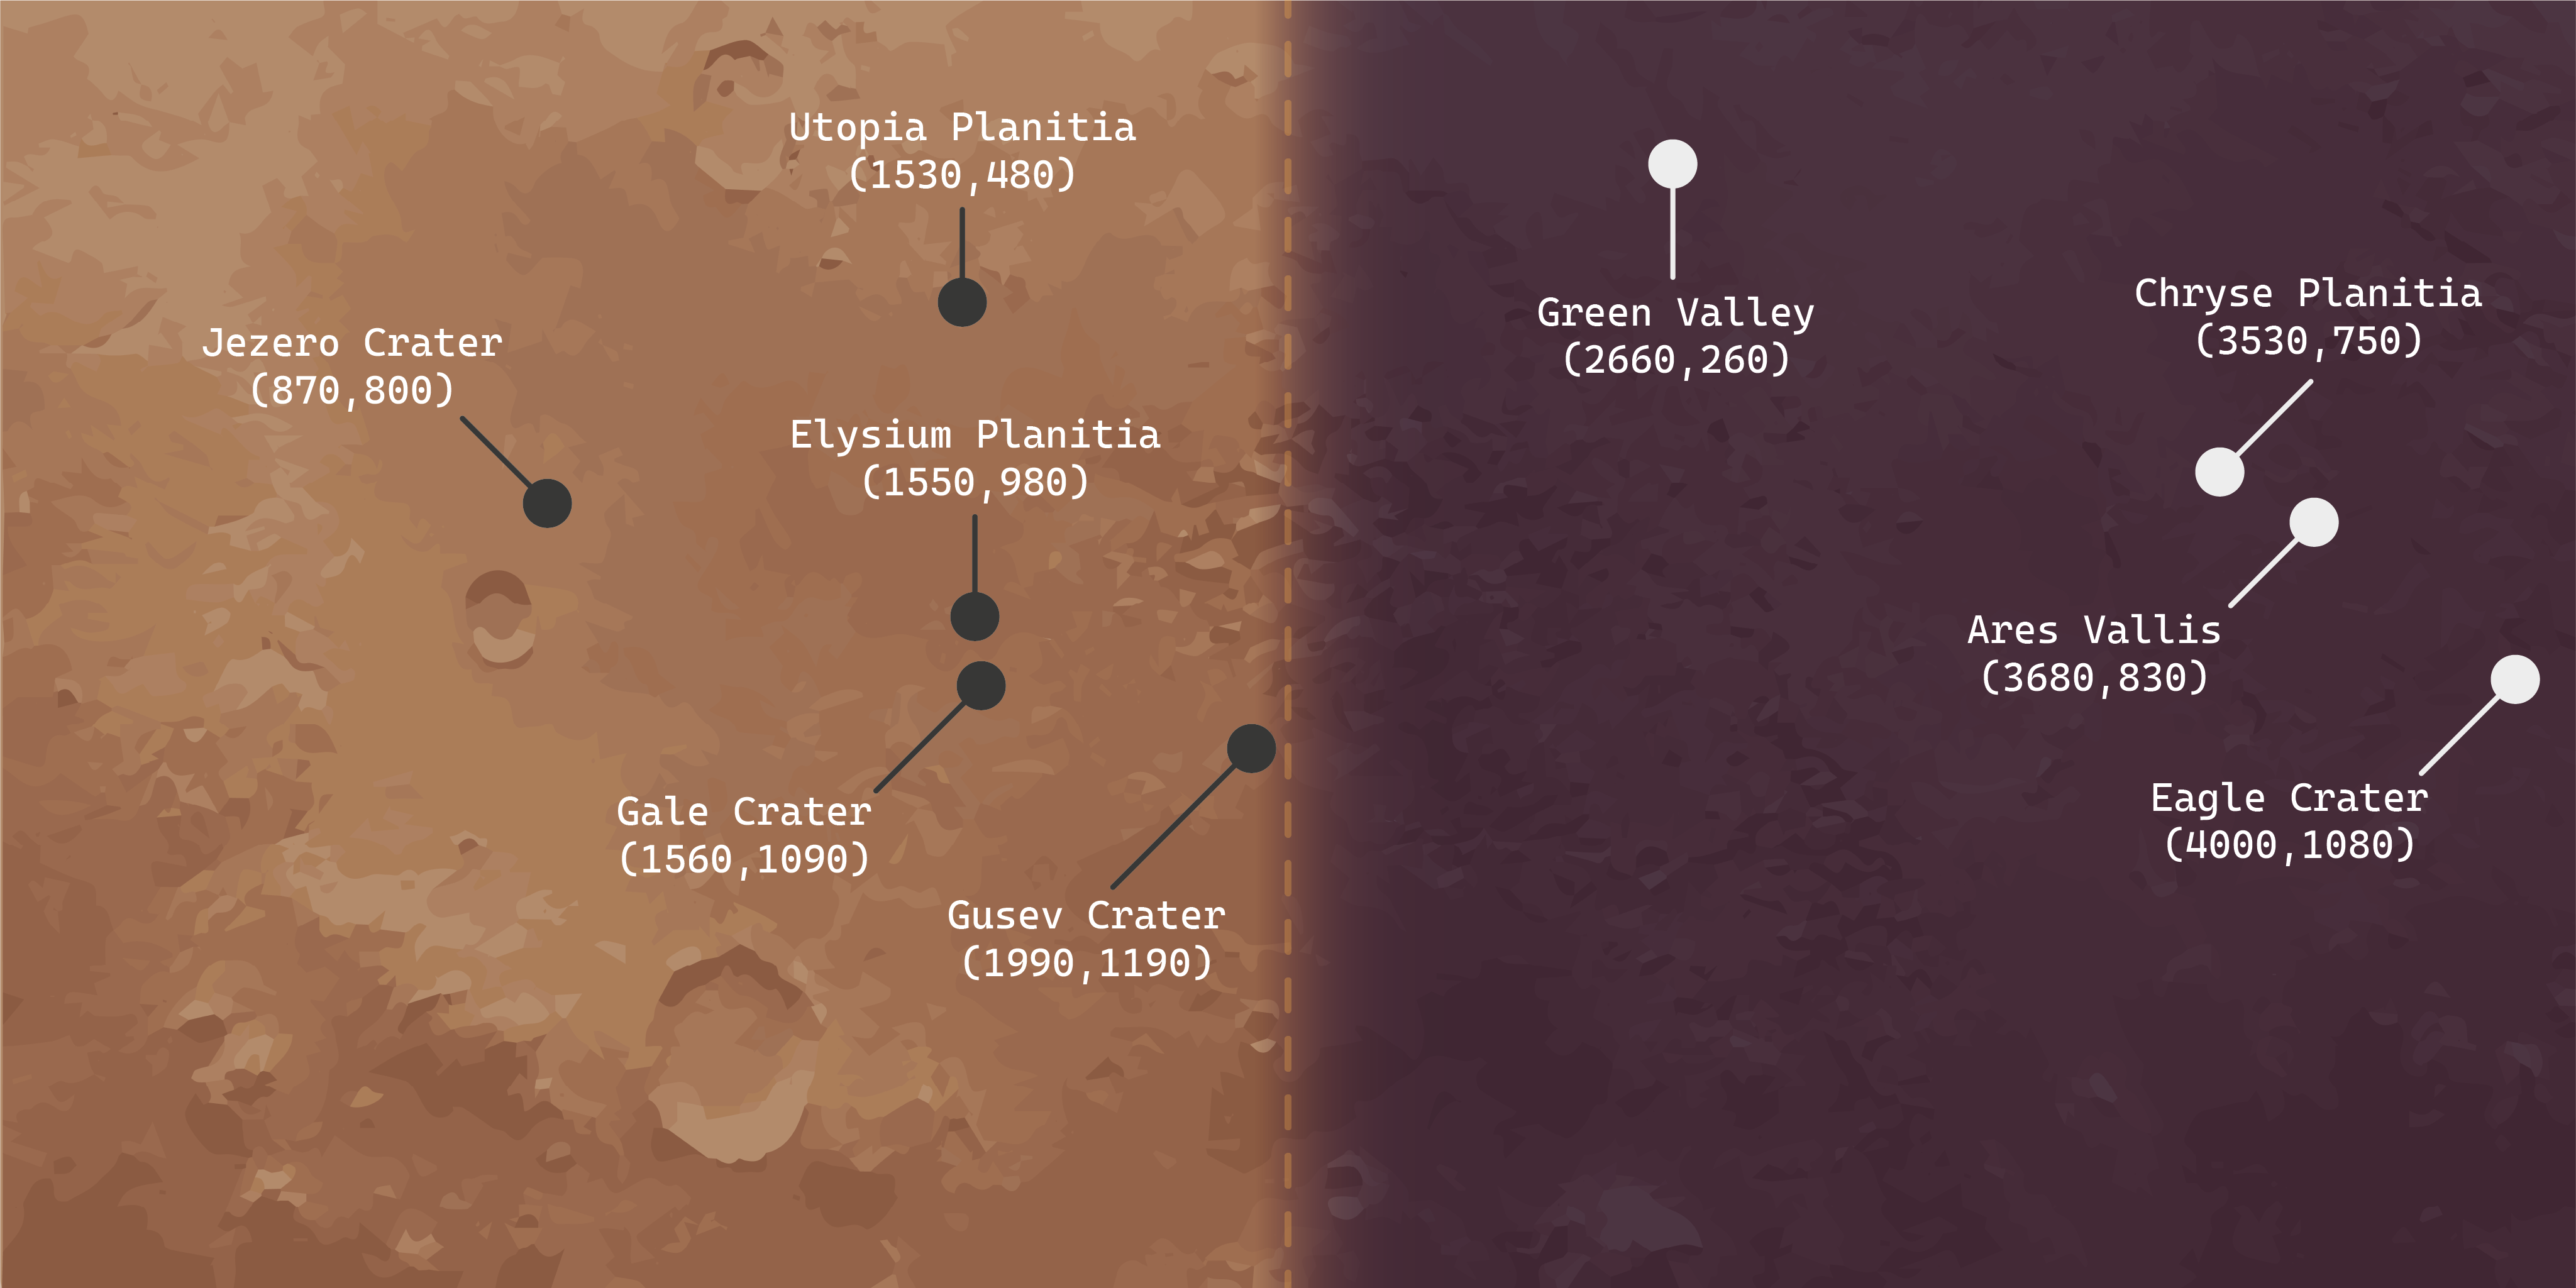 Utopia Planitia
(1530,480)
Jezero Crater
(870,800)
Elysium Planitia
(1550,980)
Gale Crater
(1560,1090)
Gusev Crater
(1990,1190)
Green Valley
(2660,260)
Chryse Planitia
(3530,750)
Ares Vallis
(3680,830)
Eagle Crater
(4000,1080)